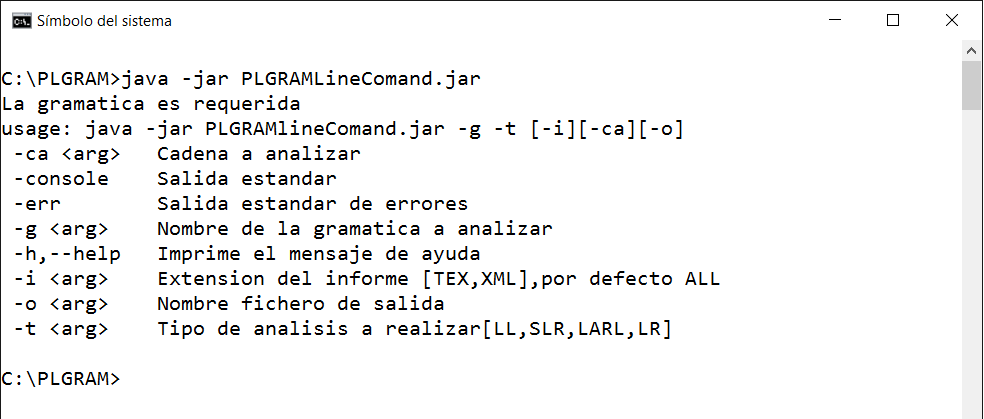 Símbolo del sistema
C:\PLGRAM>java -jar PLGRAMLineComand.jar
La gramatica es requerida
usage: java -jar PLGRAMlineComand.jar -g -t [-i][-ca][-o]
-ca <arg>   Cadena a analizar
-console    Salida estandar
-err        Salida estandar de errores
-g <arg>    Nombre de la gramatica a analizar
-h,--help   Imprime el mensaje de ayuda
-i <arg>    Extension del informe [TEX,XML],por defecto ALL
-o <arg>    Nombre fichero de salida
-t <arg>    Tipo de analisis a realizar[LL,SLR,LARL,LR]
C:\PLGRAM>